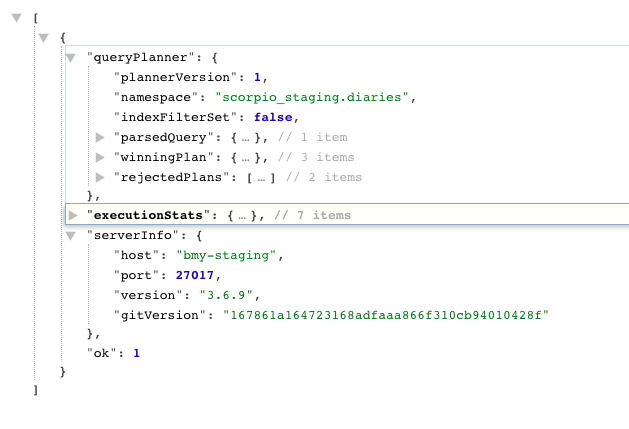 [
{
"queryPlanner": {
"plannerVersion": 1,
"namespace": "scorpio_staging.diaries",
"indexFilterSet": false,
"parsedQuery": { … }, // 1 item
"winningPlan": { … }, // 3 items
"rejectedPlans": [ … ] // 2 items
},
"executionStats": { … }, // 7 items
"serverInfo": {
"host": "bmy-staging",
"port": 27017,
"version": "3.6.9",
"gitVersion": "167861a164723168adfaaa866f310cb94010428f"
},
"ok": 1
}
]